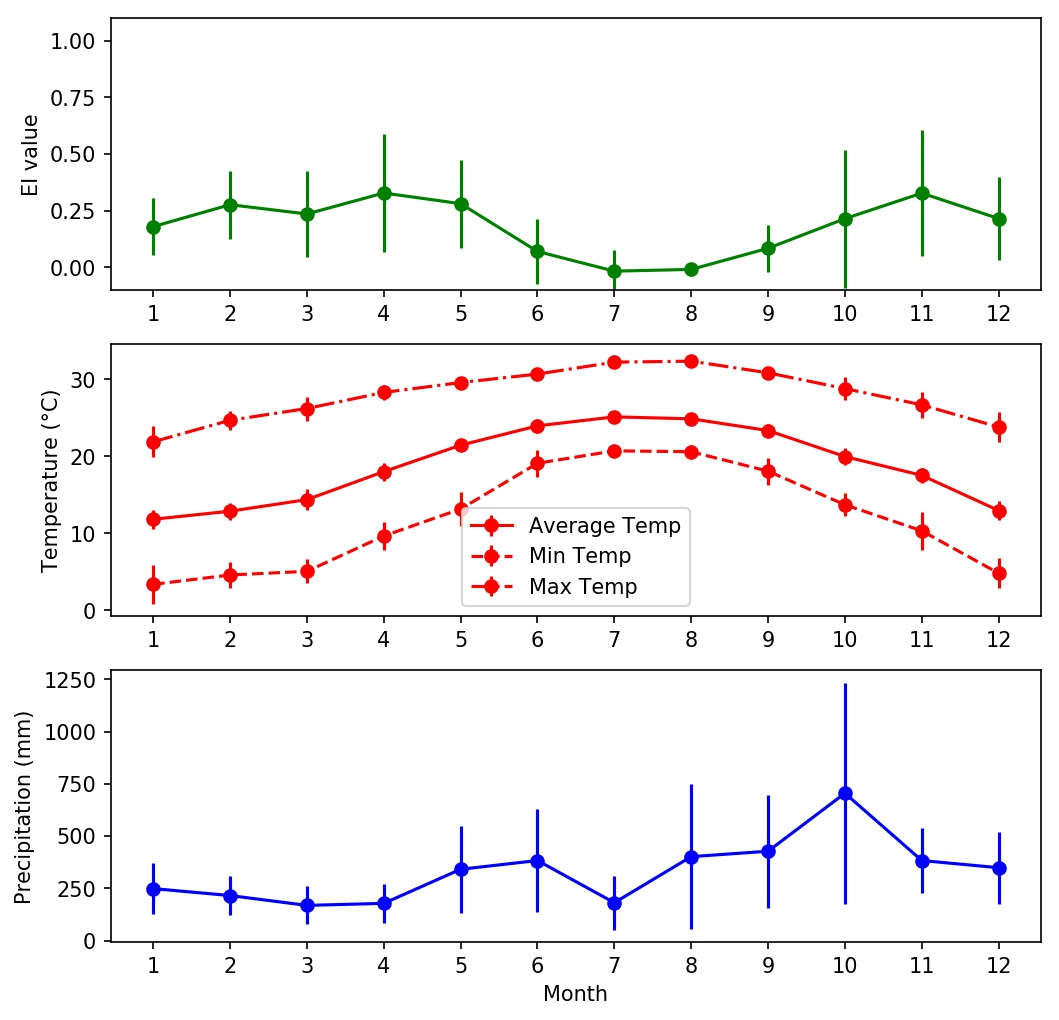 EI value
1.00
0.75
0.50
0.25
0.00
1 2 3 4 5 6 7 8 9 10 11 12
Temperature (°C)
30
20
10
0
Average Temp
Min Temp
Max Temp
1 2 3 4 5 6 7 8 9 10 11 12
Precipitation (mm)
1250
1000
750
500
250
0
1 2 3 4 5 6 7 8 9 10 11 12
Month